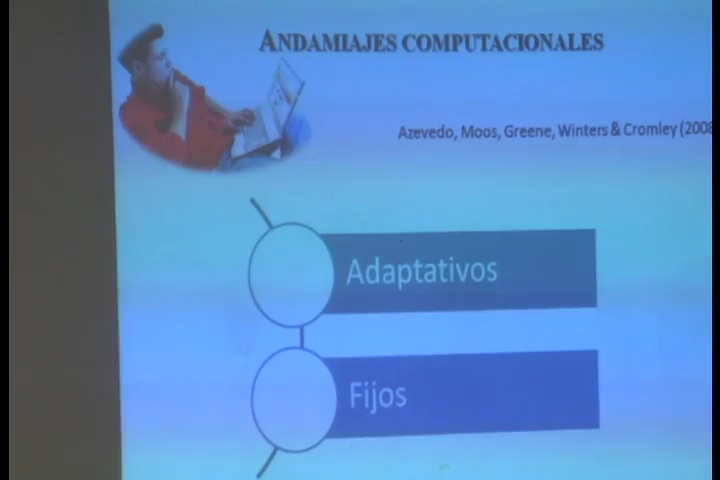 ANDAMIAJES COMPUTACIONALES
Azevedo, Moos, Greene, Winters & Cromley (2008
Adaptativos
Fijos